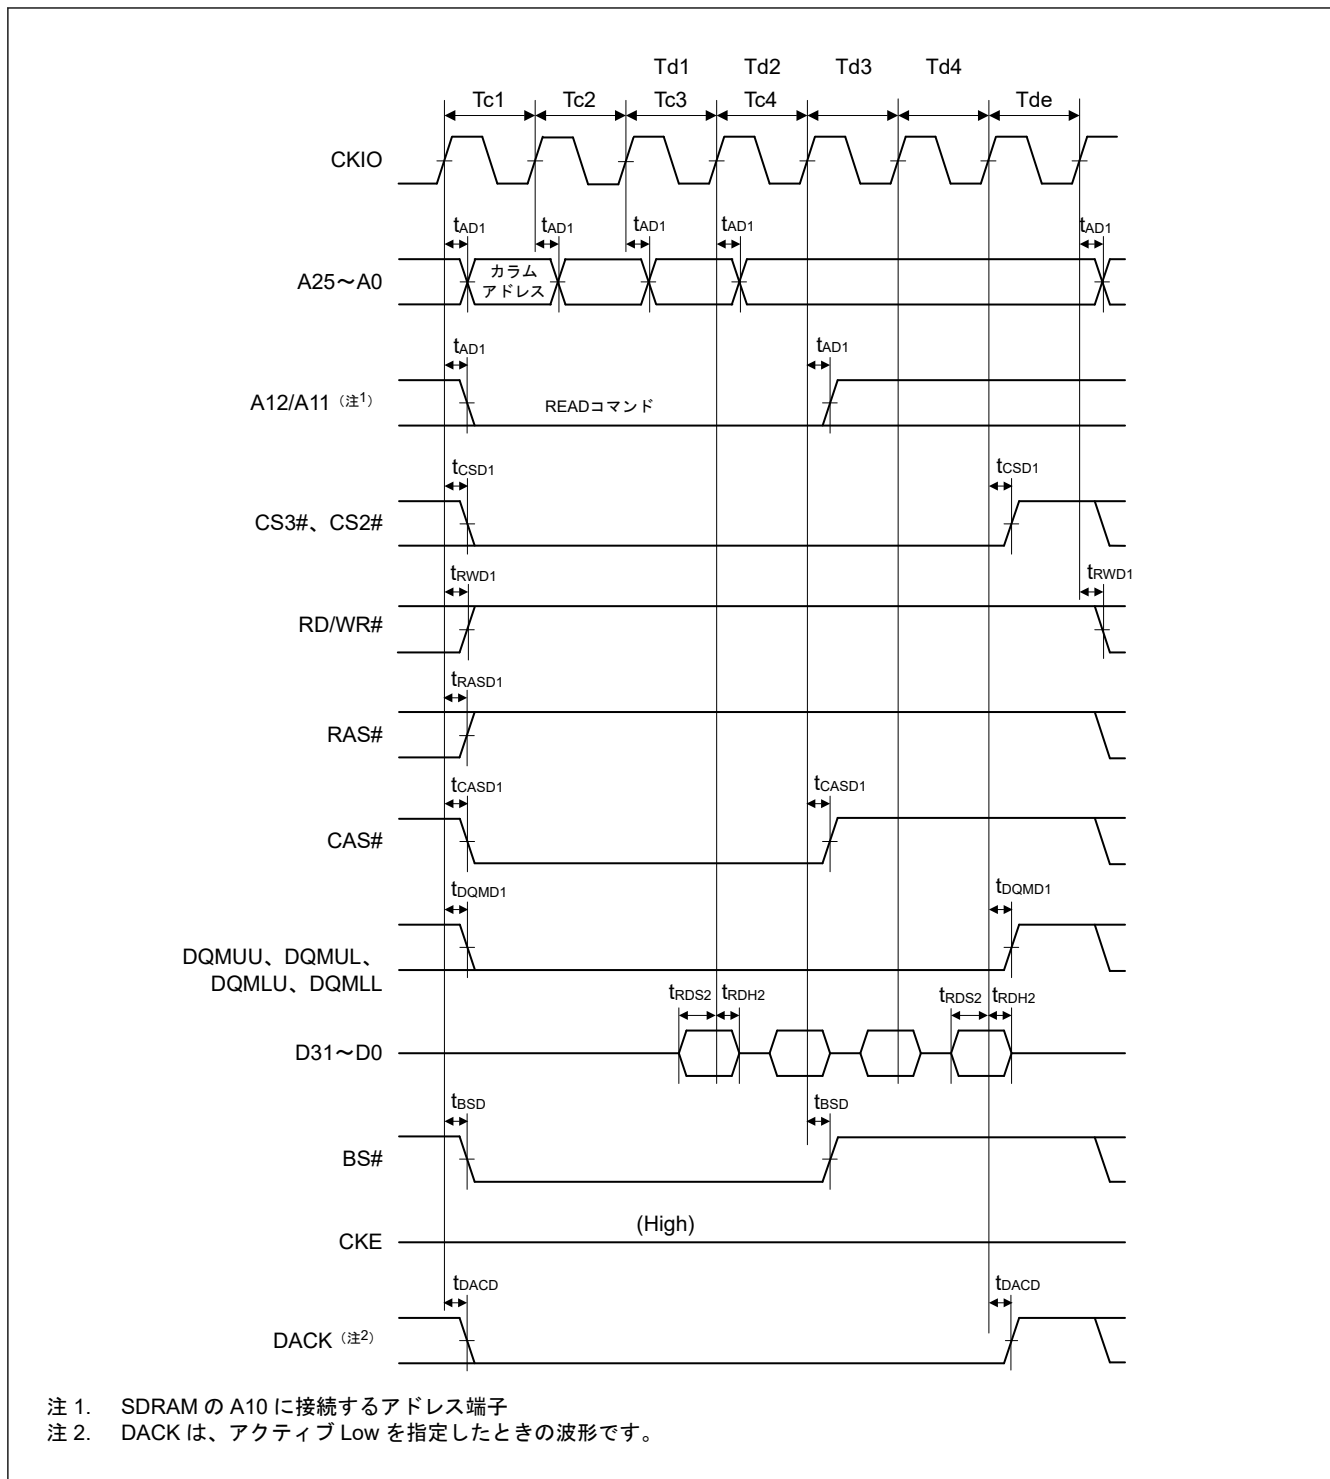 Td1 Td2 Td3 Td4
Tc1 Tc2 Tc3 Tc4 Tde
CKIO
tAD1 tAD1 tAD1 tAD1 tAD1
A25～A0
カラム
アドレス
tAD1 tAD1
A12/A11（注1）
READコマンド
tCSD1 tCSD1
CS3#、CS2#
tRWD1 tRWD1
RD/WR#
tRASD1
RAS#
tCASD1 tCASD1
CAS#
tDQMD1 tDQMD1
DQMUU、DQMUL、
DQMLU、DQMLL
tRDS2 tRDH2 tRDS2 tRDH2
D31～D0
tBSD tBSD
BS#
(High)
CKE
tDACD tDACD
DACK（注2）
注 1. SDRAM の A10 に接続するアドレス端子
注 2. DACK は、アクティブ Low を指定したときの波形です。